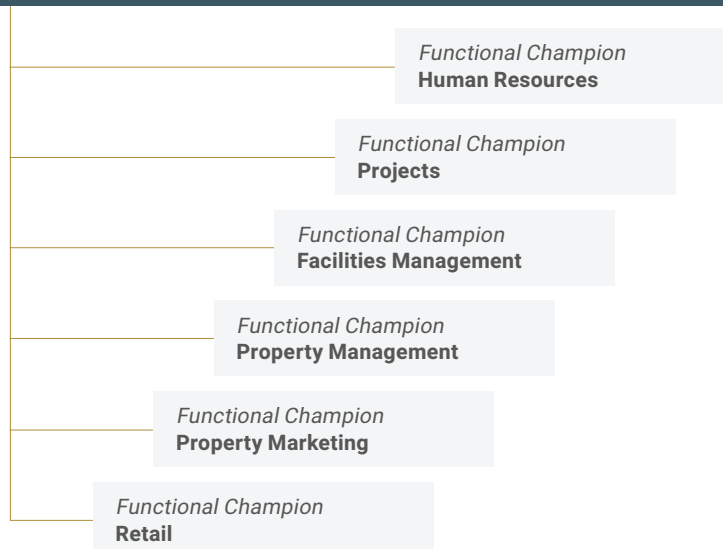 Functional Champion
Human Resources
Functional Champion
Projects
Functional Champion
Facilities Management
Functional Champion
Property Management
Functional Champion
Property Marketing
Functional Champion
Retail